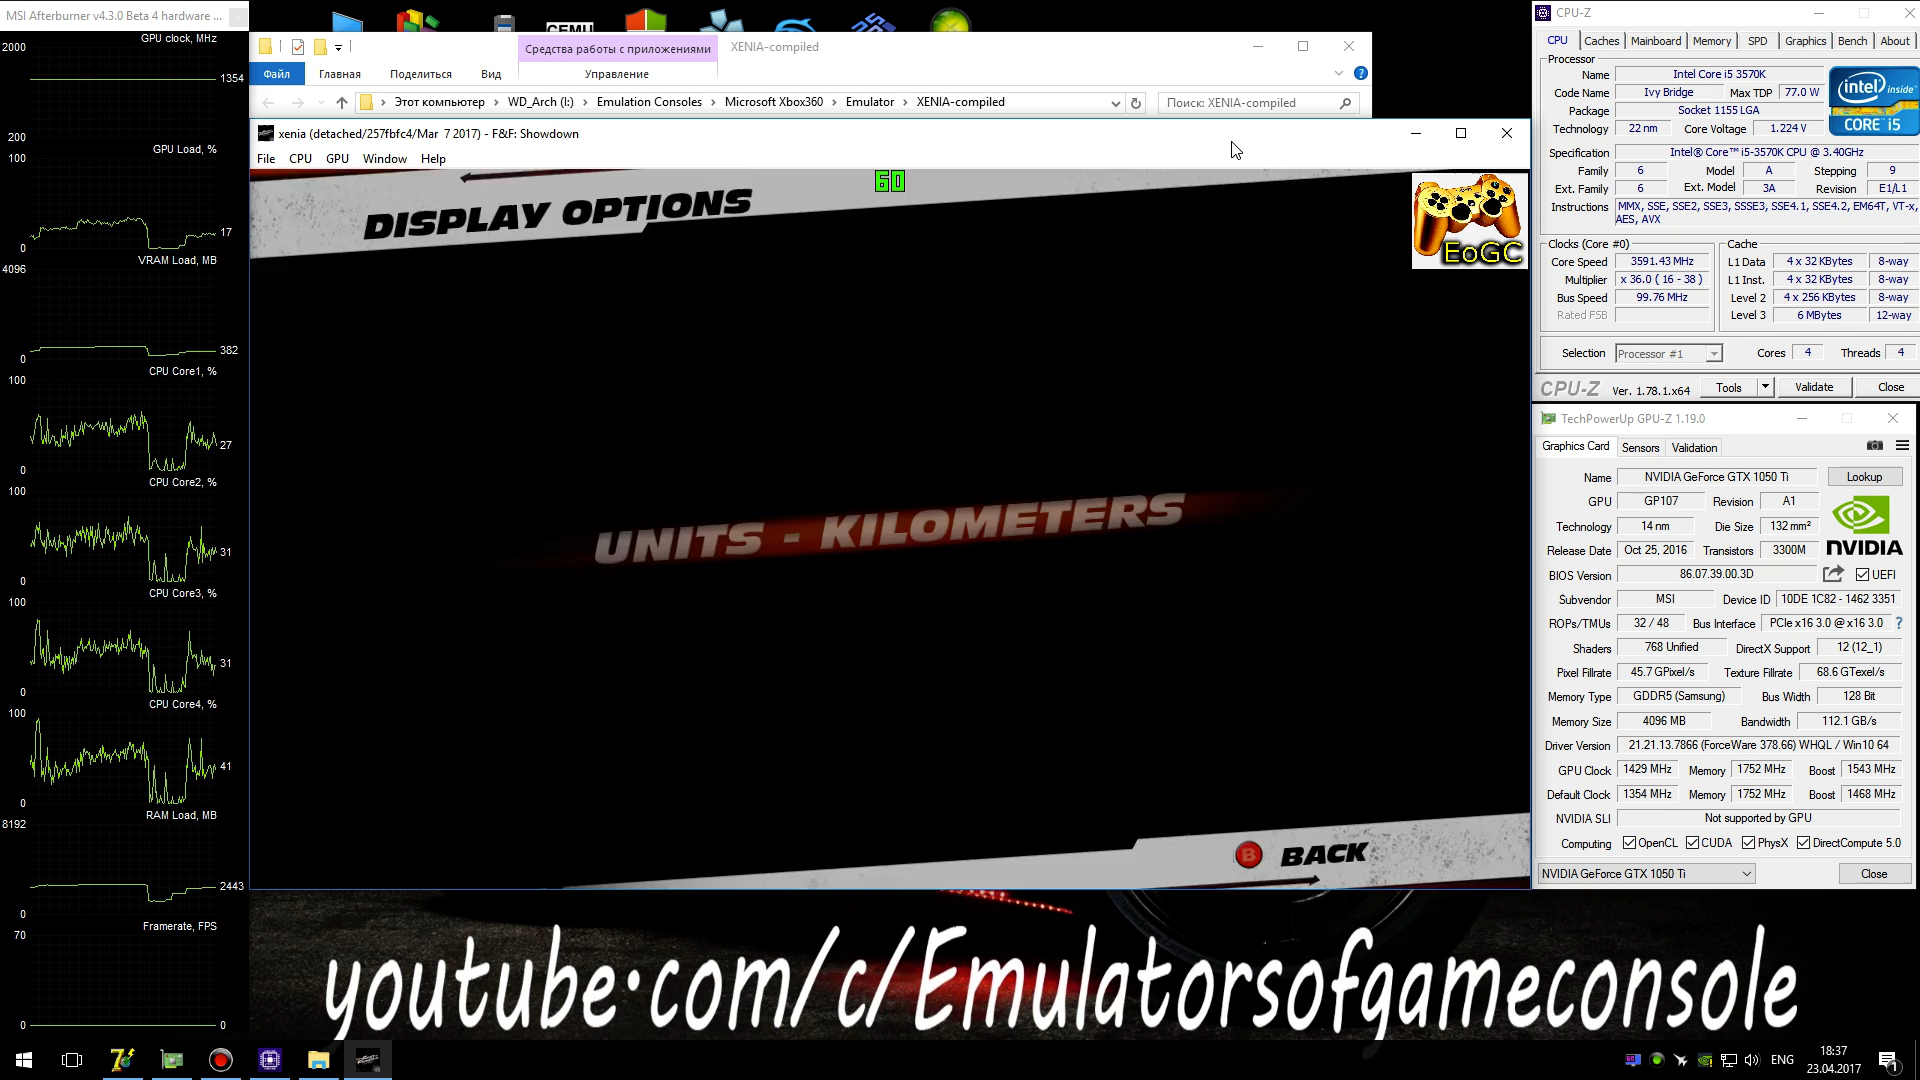 MSI Afterburner v4.3.0 Beta 4 hardware ...
GPU clock, MHz
2000
1354
200
GPU Load, %
100
17
0
VRAM Load, MB
4096
382
0
CPU Core1, %
100
27
0
CPU Core2, %
100
31
0
CPU Core3, %
100
31
0
CPU Core4, %
100
41
0
RAM Load, MB
8192
2443
0
Framerate, FPS
70
0
0
CEMU
Средства работы с приложениями
XENIA-compiled
Файл
Главная
Поделиться
Вид
Управление
Этот компьютер
WD_Arch (I:)
Emulation Consoles
Microsoft Xbox360
Emulator
XENIA-compiled
Поиск: XENIA-compiled
xenia (detached/257fbfc4/Mar 7 2017) - F&F: Showdown
File CPU GPU Window Help
60
DISPLAY OPTIONS
EoGC
UNITS - KILOMETERS
B BACK
CPU-Z
CPU Caches Mainboard Memory SPD Graphics Bench About
Processor
Name Intel Core i5 3570K
Code Name Ivy Bridge Max TDP 77.0 W
Package Socket 1155 LGA
Technology 22 nm Core Voltage 1.224 V
intel inside"
CORE i5
Specification Intel® Core™ i5-3570K CPU @ 3.40GHz
Family 6 Model A Stepping 9
Ext. Family 6 Ext. Model 3A Revision E1/L1
Instructions MMX, SSE, SSE2, SSE3, SSSE3, SSE4.1, SSE4.2, EM64T, VT-x,
AES, AVX
Clocks (Core #0)
Core Speed 3591.43 MHz
Multiplier x 36.0 ( 16 - 38 )
Bus Speed 99.76 MHz
Rated FSB
Cache
L1 Data 4 x 32 KBytes 8-way
L1 Inst. 4 x 32 KBytes 8-way
Level 2 4 x 256 KBytes 8-way
Level 3 6 MBytes 12-way
Selection Processor #1 Cores 4 Threads 4
CPU-Z Ver. 1.78.1.x64 Tools Validate Close
TechPowerUp GPU-Z 1.19.0
Graphics Card Sensors Validation
Name NVIDIA GeForce GTX 1050 Ti Lookup
GPU GP107 Revision A1
Technology 14 nm Die Size 132 mm²
Release Date Oct 25, 2016 Transistors 3300M
NVIDIA
BIOS Version 86.07.39.00.3D UEFI
Subvendor MSI Device ID 10DE 1C82 - 1462 3351
ROPs/TMUs 32 / 48 Bus Interface PCIe x16 3.0 @ x16 3.0 ?
Shaders 768 Unified DirectX Support 12 (12_1)
Pixel Fillrate 45.7 GPixel/s Texture Fillrate 68.6 GTexel/s
Memory Type GDDR5 (Samsung) Bus Width 128 Bit
Memory Size 4096 MB Bandwidth 112.1 GB/s
Driver Version 21.21.13.7866 (ForceWare 378.66) WHQL / Win10 64
GPU Clock 1429 MHz Memory 1752 MHz Boost 1543 MHz
Default Clock 1354 MHz Memory 1752 MHz Boost 1468 MHz
NVIDIA SLI Not supported by GPU
Computing OpenCL CUDA PhysX DirectCompute 5.0
NVIDIA GeForce GTX 1050 Ti Close
youtube.com/c/Emulatorsofgameconsole
ENG
18:37
23.04.2017
1